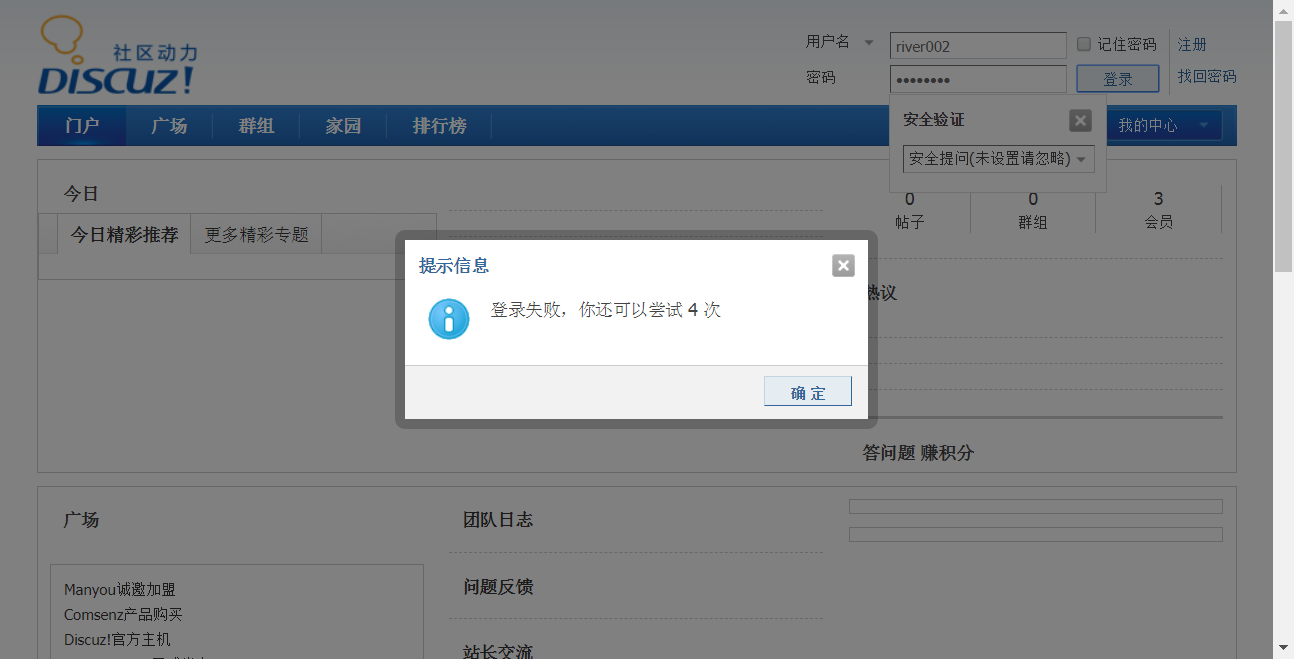 社区动力
DISCUZ!
用户名
river002
记住密码
注册
密码
登录
找回密码
门户
广场
群组
家园
排行榜
我的中心
安全验证
安全提问(未设置请忽略)
今日
今日精彩推荐
更多精彩专题
0
帖子
0
群组
3
会员
提示信息
登录失败，你还可以尝试 4 次
确 定
热议
答问题 赚积分
广场
Manyou诚邀加盟
Comsenz产品购买
Discuz!官方主机
团队日志
问题反馈
站长交流